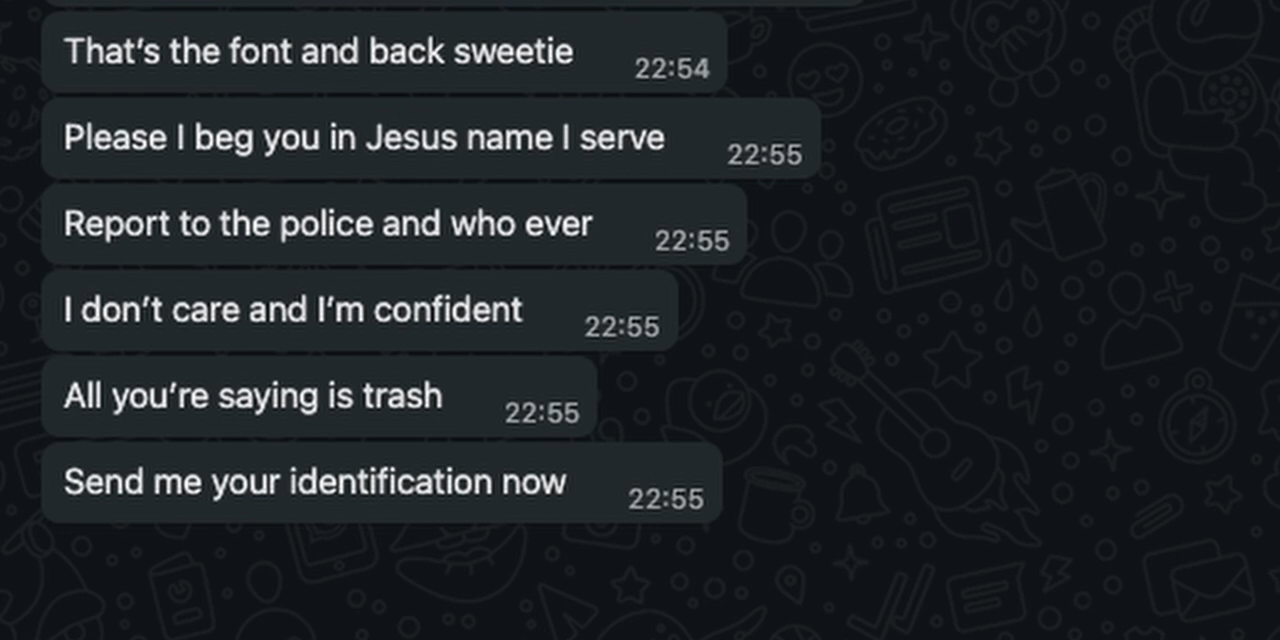 That's the font and back sweetie
22:54
Please I beg you in Jesus name I serve
22:55
Report to the police and who ever
22:55
I don't care and I'm confident
22:55
All you're saying is trash
22:55
Send me your identification now
22:55